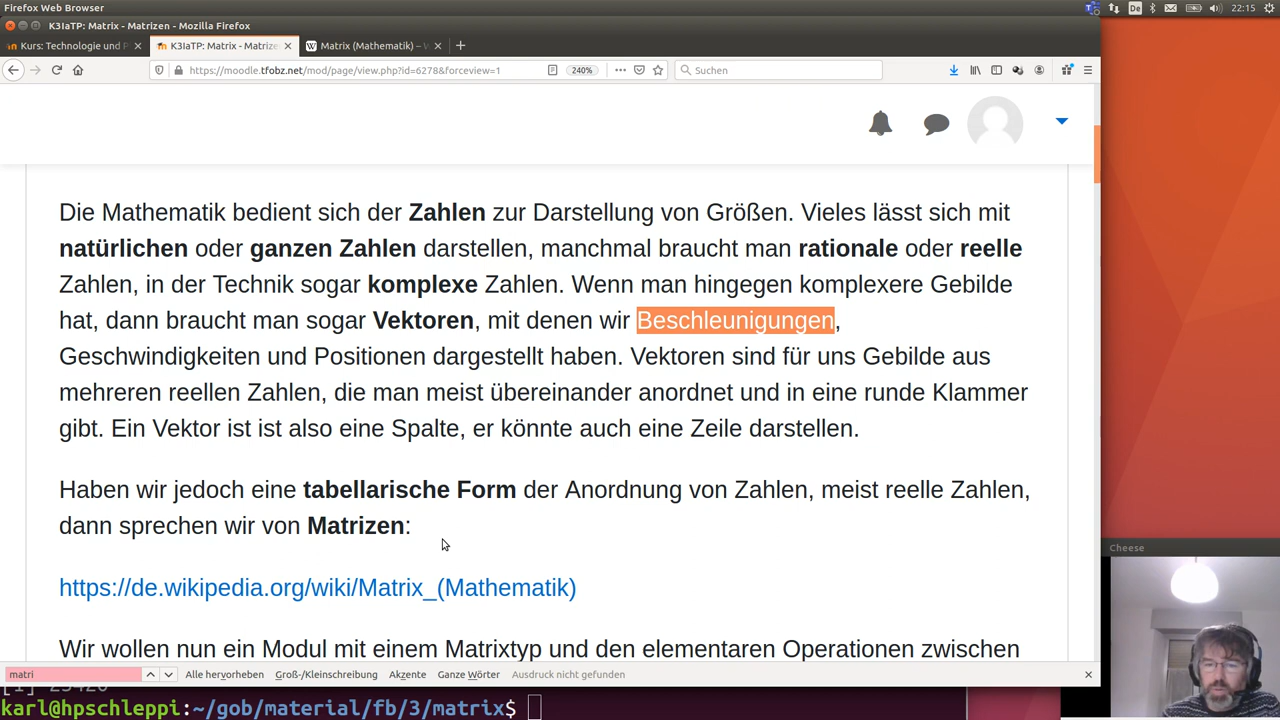 Firefox Web Browser
De
22:15
K3IaTP: Matrix - Matrizen - Mozilla Firefox
Kurs: Technologie und P
K3IaTP: Matrix - Matrize
Matrix (Mathematik) – W
https://moodle.tfobz.net/mod/page/view.php?id=6278&forceview=1
240%
Suchen
Die Mathematik bedient sich der Zahlen zur Darstellung von Größen. Vieles lässt sich mit
natürlichen oder ganzen Zahlen darstellen, manchmal braucht man rationale oder reelle
Zahlen, in der Technik sogar komplexe Zahlen. Wenn man hingegen komplexere Gebilde
hat, dann braucht man sogar Vektoren, mit denen wir Beschleunigungen,
Geschwindigkeiten und Positionen dargestellt haben. Vektoren sind für uns Gebilde aus
mehreren reellen Zahlen, die man meist übereinander anordnet und in eine runde Klammer
gibt. Ein Vektor ist ist also eine Spalte, er könnte auch eine Zeile darstellen.
Haben wir jedoch eine tabellarische Form der Anordnung von Zahlen, meist reelle Zahlen,
dann sprechen wir von Matrizen:
https://de.wikipedia.org/wiki/Matrix_(Mathematik)
Wir wollen nun ein Modul mit einem Matrixtyp und den elementaren Operationen zwischen
Cheese
matri
Alle hervorheben
Groß-/Kleinschreibung
Akzente
Ganze Wörter
Ausdruck nicht gefunden
karl@hpschleppi:~/gob/material/fb/3/matrix$